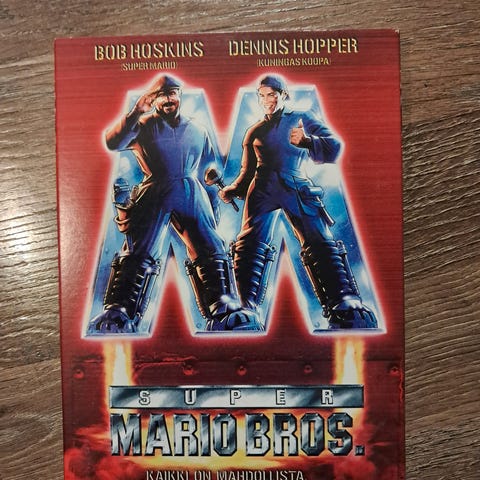 BOB HOSKINS DENNIS HOPPER
(SUPER MARIO) (KUNINGAS KOOPA)
SUPER
MARIO BROS.
KAIKKI ON MAHDOLLISTA.